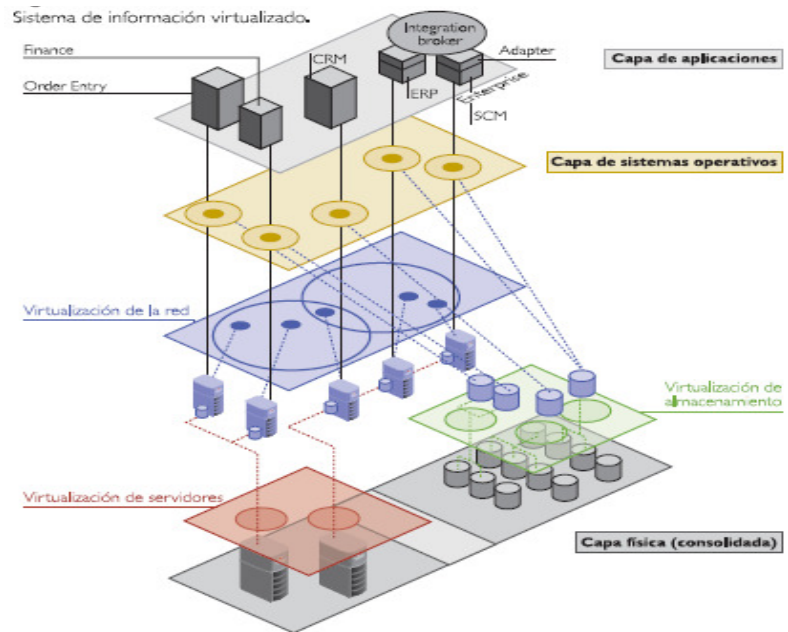 Sistema de información virtualizado.
Integration
broker
Finance
Adapter
CRM
Capa de aplicaciones
Order Entry
ERP
Enterprise
SCM
Capa de sistemas operativos
Virtualización de la red
Virtualización de
almacenamiento
Virtualización de servidores
Capa física (consolidada)